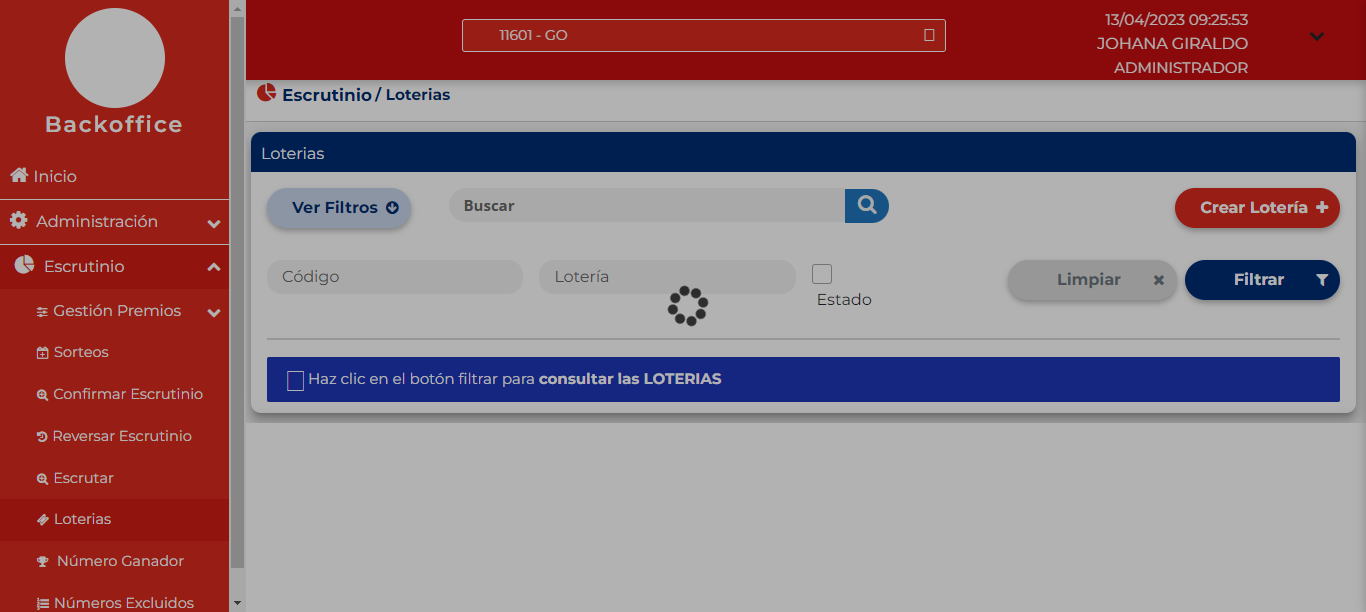 Backoffice
Inicio
Administración
Escrutinio
Gestión Premios
Sorteos
Confirmar Escrutinio
Reversar Escrutinio
Escrutar
Loterias
Número Ganador
Números Excluidos
11601 - GO
13/04/2023 09:25:53
JOHANA GIRALDO
ADMINISTRADOR
Escrutinio / Loterias
Loterias
Ver Filtros
Buscar
Crear Lotería
Código
Lotería
Estado
Limpiar
Filtrar
Haz clic en el botón filtrar para consultar las LOTERIAS